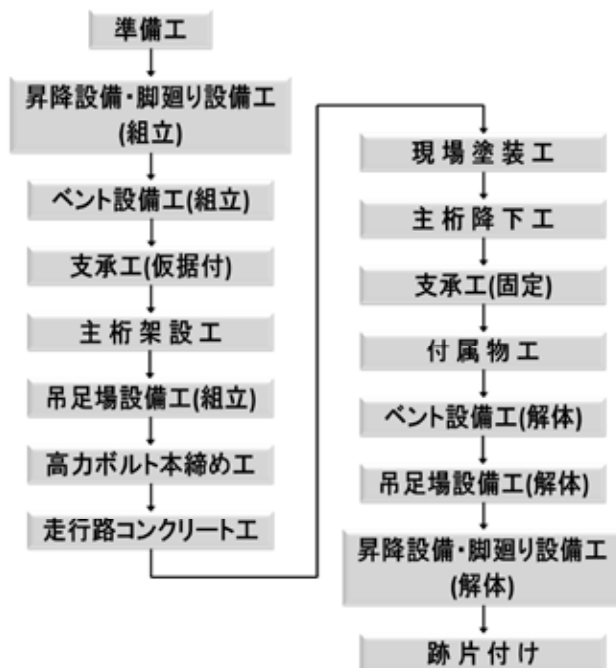 準備工
昇降設備・脚廻り設備工
(組立)
ベント設備工(組立)
支承工(仮据付)
主桁架設工
吊足場設備工(組立)
高力ボルト本締め工
走行路コンクリート工
現場塗装工
主桁降下工
支承工(固定)
付属物工
ベント設備工(解体)
吊足場設備工(解体)
昇降設備・脚廻り設備工
(解体)
跡片付け